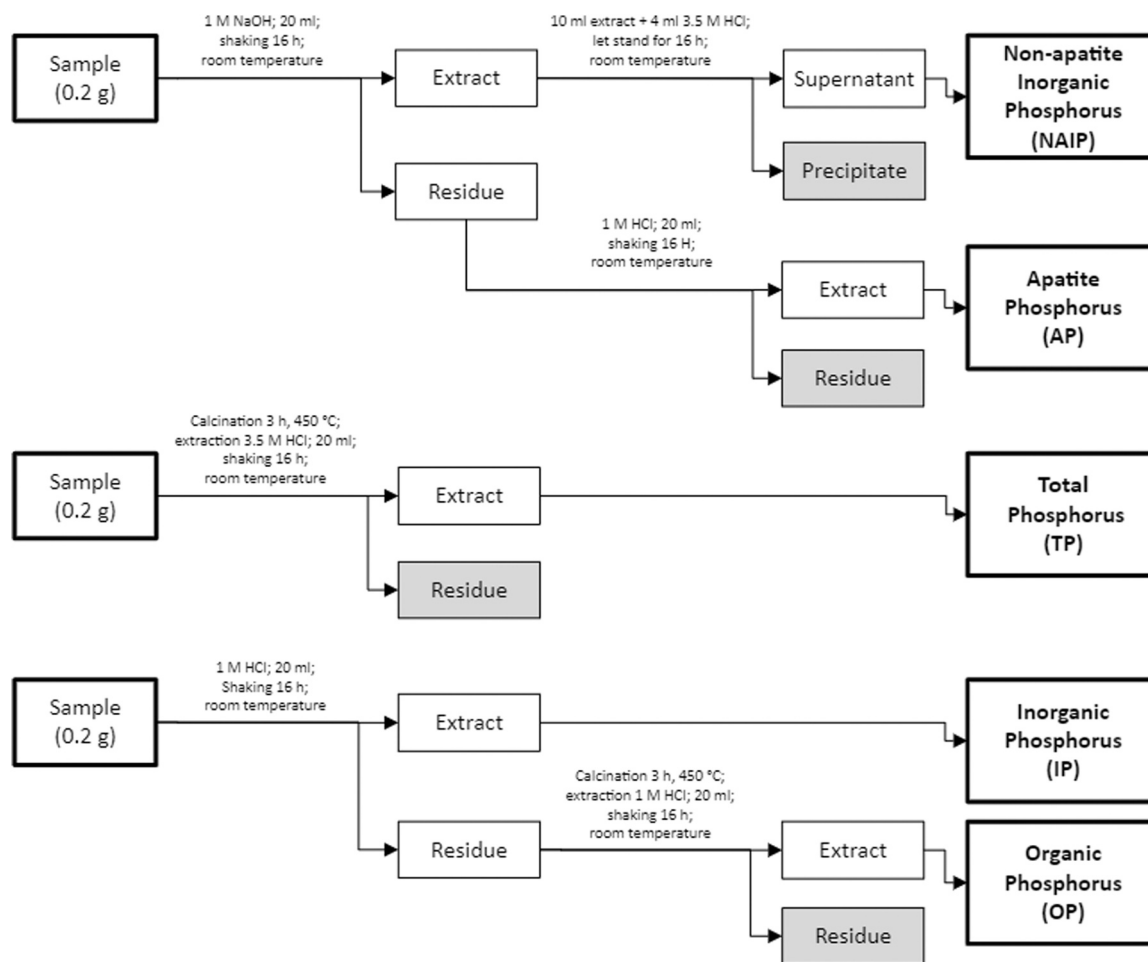 1 M NaOH; 20 ml;
shaking 16 h;
room temperature
10 ml extract + 4 ml 3.5 M HCl;
let stand for 16 h;
room temperature
Sample
(0.2 g)
Extract
Supernatant
Non-apatite
Inorganic
Phosphorus
(NAIP)
Precipitate
Residue
1 M HCl; 20 ml;
shaking 16 H;
room temperature
Extract
Apatite
Phosphorus
(AP)
Residue
Calcination 3 h, 450 °C;
extraction 3.5 M HCl; 20 ml;
shaking 16 h;
room temperature
Sample
(0.2 g)
Extract
Total
Phosphorus
(TP)
Residue
1 M HCl; 20 ml;
Shaking 16 h;
room temperature
Sample
(0.2 g)
Extract
Inorganic
Phosphorus
(IP)
Calcination 3 h, 450 °C;
extraction 1 M HCl; 20 ml;
shaking 16 h;
room temperature
Residue
Extract
Organic
Phosphorus
(OP)
Residue